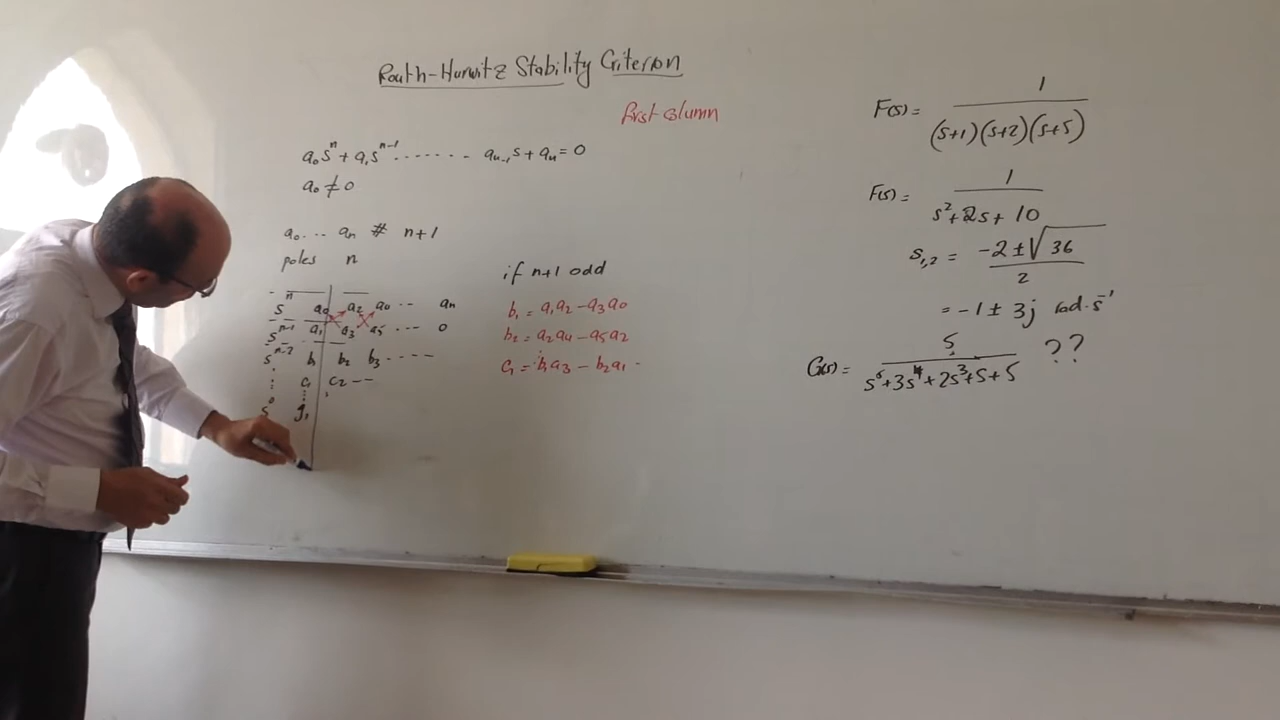 Routh-Hurwitz Stability Criterion
first column
a₀sⁿ + a₁sⁿ⁻¹ ....... aₙ₋₁s + aₙ = 0
a₀ ≠ 0
a₀... aₙ # n+1
poles n
sⁿ a₀ a₂ a₀ -- aₙ
sⁿ⁻¹ a₁ a₃ a₅ --- 0
sⁿ⁻² b₁ b₂ b₃ ----
⋮ c₁ c₂ --
s⁰ g₁
if n+1 odd
b₁ = a₁a₂ - a₃a₀
b₂ = a₂a₄ - a₅a₂
c₁ = b₁a₃ - b₂a₁ -
F(s) = 1 / (s+1)(s+2)(s+5)
F(s) = 1 / s²+2s+10
s₁,₂ = -2 ± √36 / 2
= -1 ± 3j rad.s⁻¹
G(s) = 5 / s⁵+3s⁴+2s³+s+5 ??